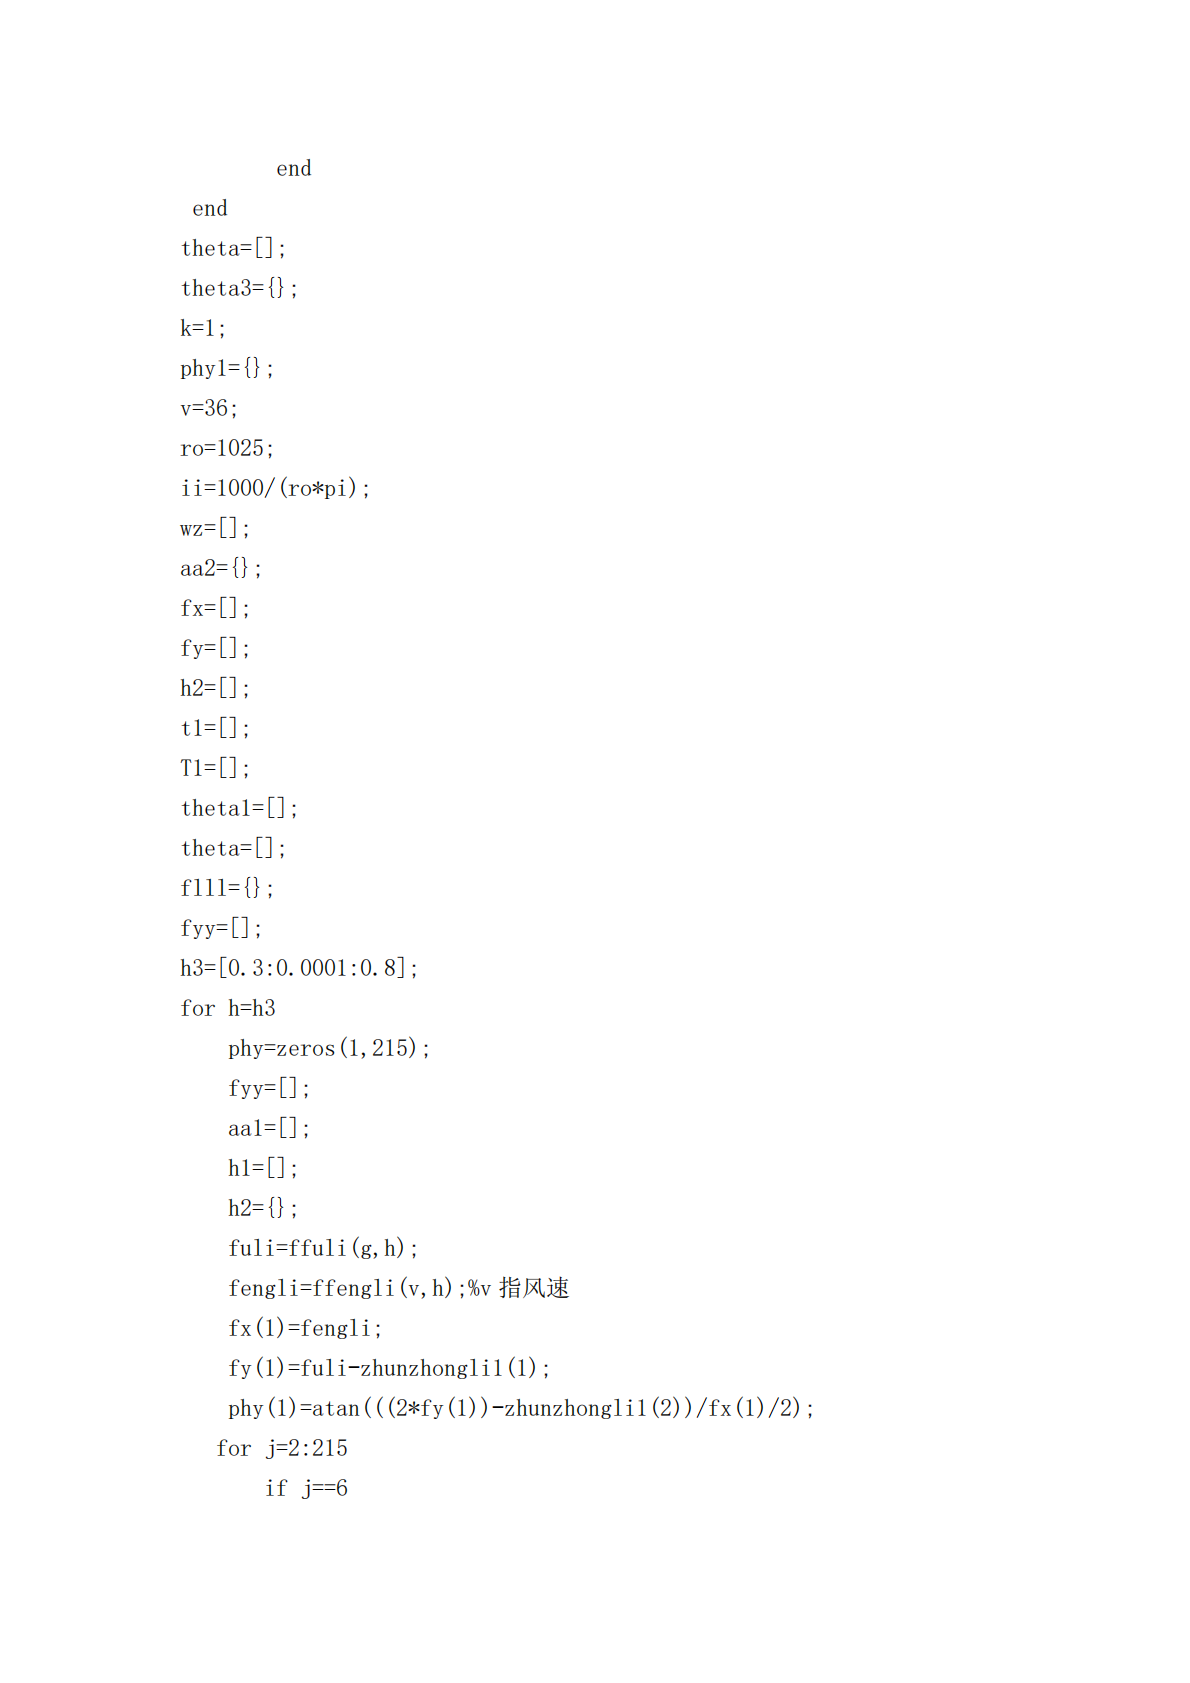 end
end
theta=[];
theta3={};
k=1;
phy1={};
v=36;
ro=1025;
ii=1000/(ro*pi);
wz=[];
aa2={};
fx=[];
fy=[];
h2=[];
t1=[];
T1=[];
theta1=[];
theta=[];
flll={};
fyy=[];
h3=[0.3:0.0001:0.8];
for h=h3
phy=zeros(1,215);
fyy=[];
aa1=[];
h1=[];
h2={};
fuli=ffuli(g,h);
fengli=ffengli(v,h);%v 指风速
fx(1)=fengli;
fy(1)=fuli-zhunzhongli1(1);
phy(1)=atan(((2*fy(1))-zhunzhongli1(2))/fx(1)/2);
for j=2:215
if j==6